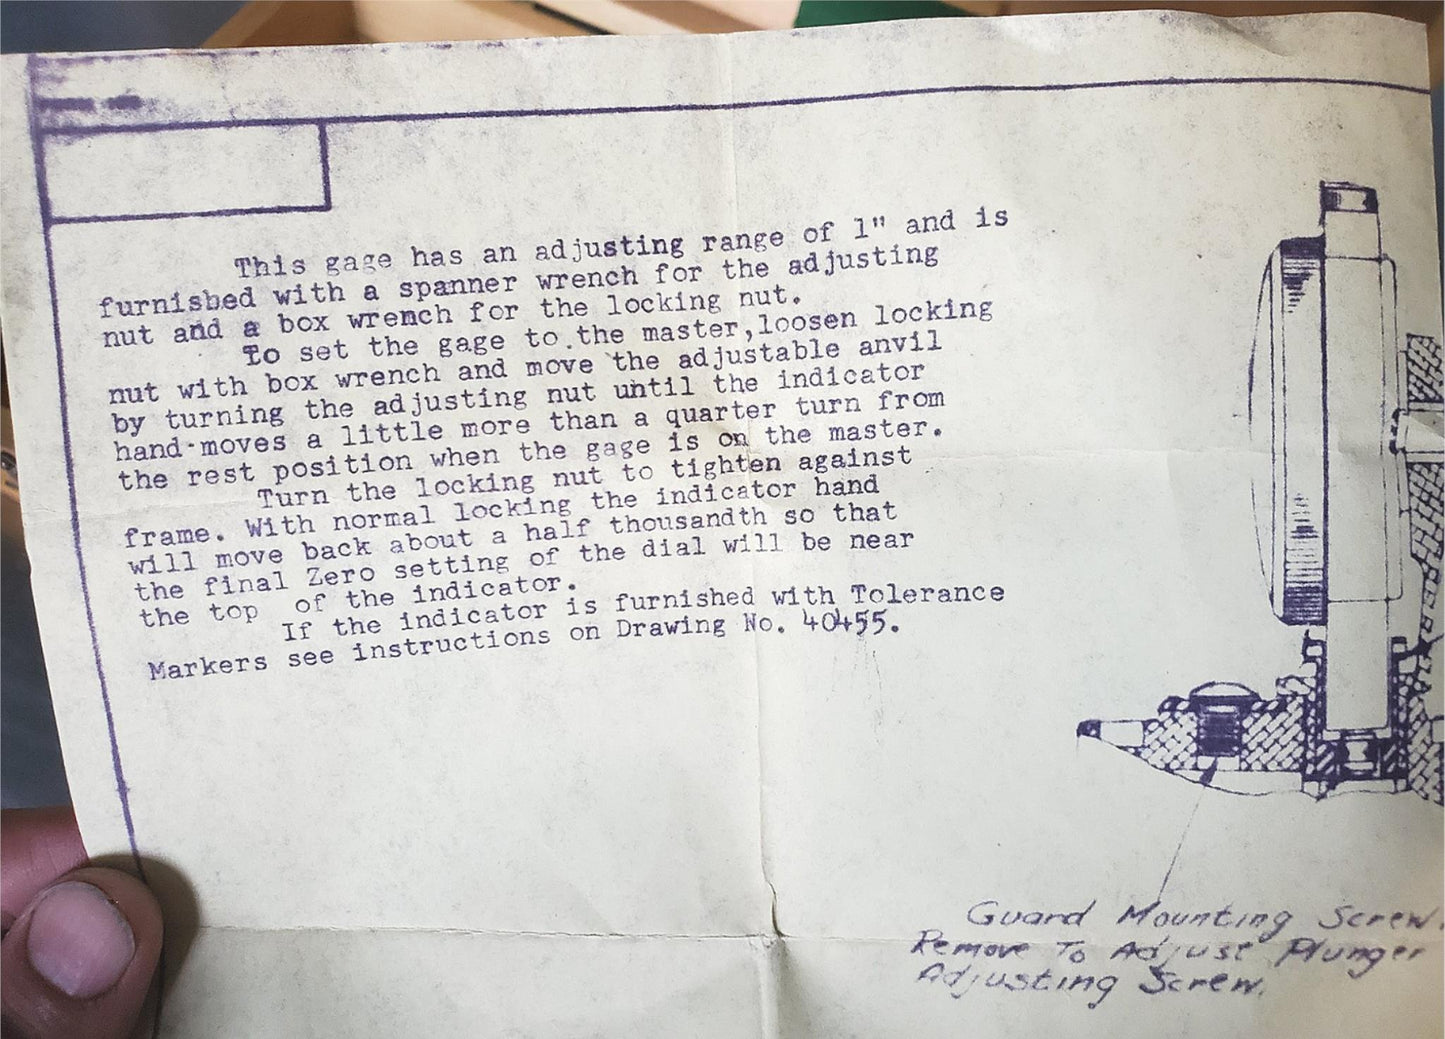 This gage has an adjusting range of 1" and is
furnished with a spanner wrench for the adjusting
nut and a box wrench for the locking nut.
To set the gage to the master, loosen locking
nut with box wrench and move the adjustable anvil
by turning the adjusting nut until the indicator
hand moves a little more than a quarter turn from
the rest position when the gage is on the master.
Turn the locking nut to tighten against
frame. With normal locking the indicator hand
will move back about a half thousandth so that
the final Zero setting of the dial will be near
the top of the indicator.
If the indicator is furnished with Tolerance
Markers see instructions on Drawing No. 40455.
Guard Mounting Screw.
Remove To Adjust Plunger
Adjusting Screw.